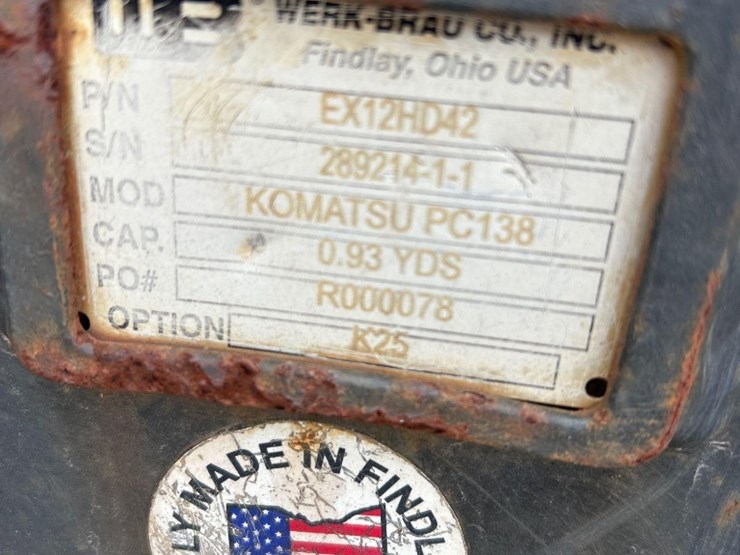 WERK-BRAU CO., INC.
Findlay, Ohio USA
P/N EX12HD42
S/N 289214-1-1
MOD KOMATSU PC138
CAP. 0.93 YDS
PO# R000078
OPTION K25
LY MADE IN FINDL